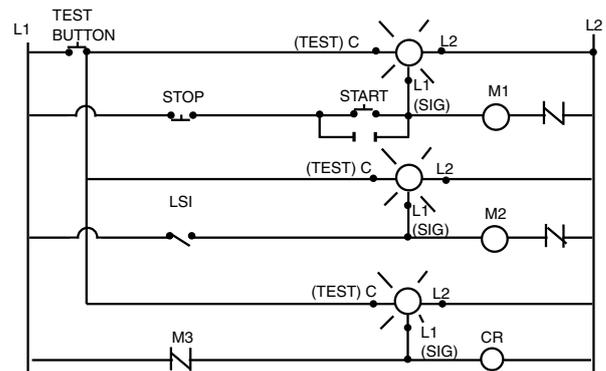 TEST
L1
L2
BUTTON
(TEST) C
L2
L1
STOP
START
(SIG)
M1
(TEST) C
L2
LSI
L1
M2
(SIG)
(TEST) C
L2
M3
L1
CR
(SIG)